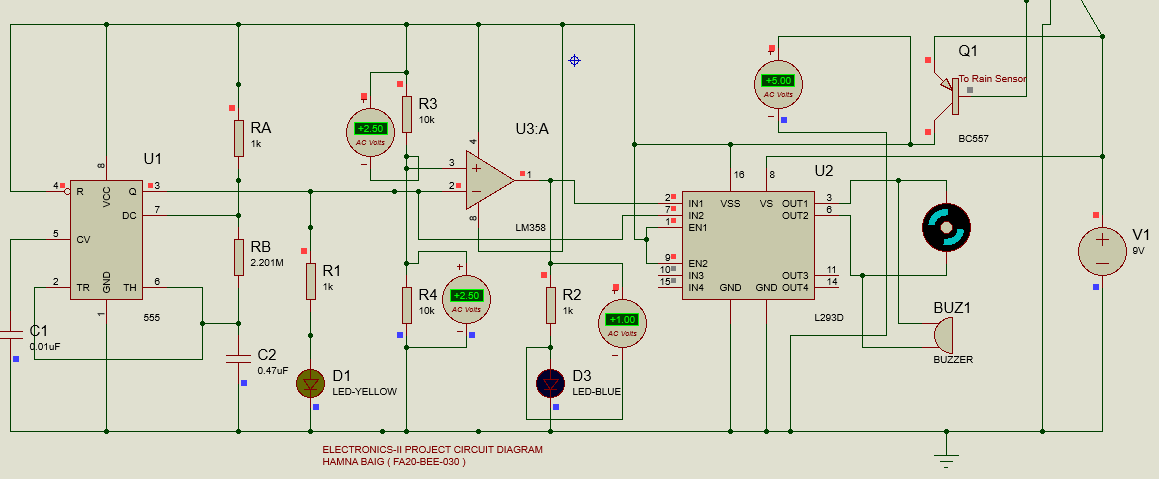 Q1
To Rain Sensor
BC557
+5.00
AC Volts
R3
10k
+2.50
AC Volts
U3:A
LM358
3
2
1
4
8
RA
1k
RB
2.201M
U1
555
4
R
8
VCC
Q
3
DC
7
5
CV
2
TR
GND
1
TH
6
C1
0.01uF
C2
0.47uF
R1
1k
D1
LED-YELLOW
R4
10k
+2.50
AC Volts
R2
1k
+1.00
AC Volts
D3
LED-BLUE
U2
L293D
16
8
2
IN1
7
IN2
1
EN1
9
EN2
10
IN3
15
IN4
VSS
VS
OUT1
3
OUT2
6
OUT3
11
OUT4
14
GND
GND
V1
9V
BUZ1
BUZZER
ELECTRONICS-II PROJECT CIRCUIT DIAGRAM
HAMNA BAIG ( FA20-BEE-030 )